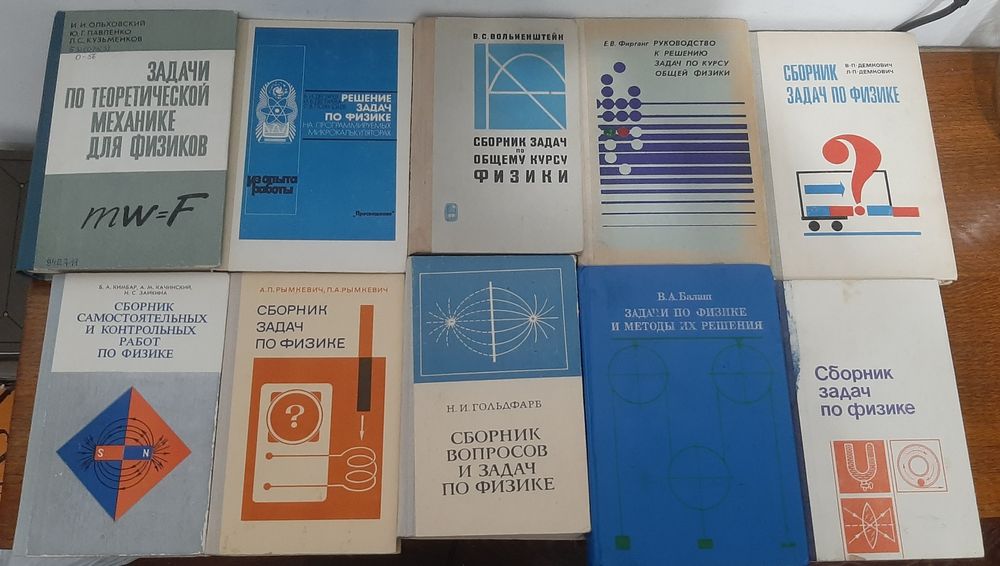 И.И. ОЛЬХОВСКИЙ
Ю.Г. ПАВЛЕНКО
Л.С. КУЗЬМЕНКОВ
О-56
ЗАДАЧИ
ПО ТЕОРЕТИЧЕСКОЙ
МЕХАНИКЕ
ДЛЯ ФИЗИКОВ
mw=F
РЕШЕНИЕ
ЗАДАЧ
ПО ФИЗИКЕ
НА ПРОГРАММИРУЕМЫХ
МИКРОКАЛЬКУЛЯТОРАХ
из опыта
работы
"Просвещение"
В.С. ВОЛЬКЕНШТЕЙН
СБОРНИК ЗАДАЧ
ПО
ОБЩЕМУ КУРСУ
ФИЗИКИ
Е.В. Фирганг
РУКОВОДСТВО
К РЕШЕНИЮ
ЗАДАЧ ПО КУРСУ
ОБЩЕЙ ФИЗИКИ
В·П·ДЕМКОВИЧ
Л·П·ДЕМКОВИЧ
СБОРНИК
ЗАДАЧ ПО ФИЗИКЕ
?
Б. А. КИМБАР, А. М. КАЧИНСКИЙ,
Н. С. ЗАИКИНА
СБОРНИК
САМОСТОЯТЕЛЬНЫХ
И КОНТРОЛЬНЫХ
РАБОТ
ПО ФИЗИКЕ
S N
А.П.РЫМКЕВИЧ, П.А.РЫМКЕВИЧ
СБОРНИК
ЗАДАЧ
ПО ФИЗИКЕ
?
Н. И. ГОЛЬДФАРБ
СБОРНИК
ВОПРОСОВ
И ЗАДАЧ
ПО ФИЗИКЕ
В.А.Балаш
ЗАДАЧИ ПО ФИЗИКЕ
И МЕТОДЫ ИХ РЕШЕНИЯ
Сборник
задач
по физике